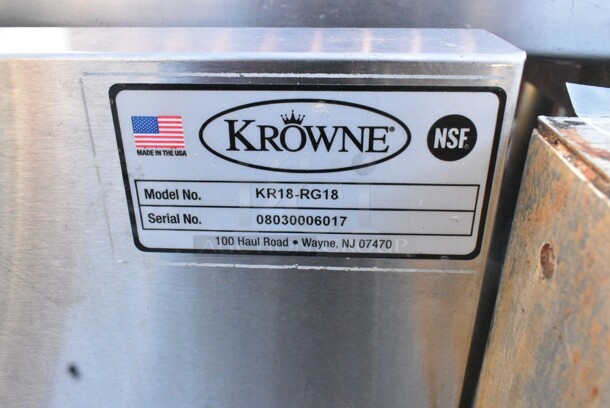 KROWNE®
NSF®
MADE IN THE USA
Model No. KR18-RG18
Serial No. 08030006017
100 Haul Road • Wayne, NJ 07470